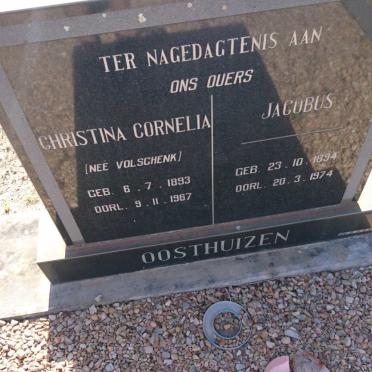 TER NAGEDAGTENIS AAN
ONS OUERS
CHRISTINA CORNELIA
[NEE VOLSCHENK]
GEB. 6 . 7 . 1893
OORL. 9 . 11 . 1967
JACOBUS
GEB. 23 . 10 . 1894
OORL. 20 . 3 . 1974
OOSTHUIZEN